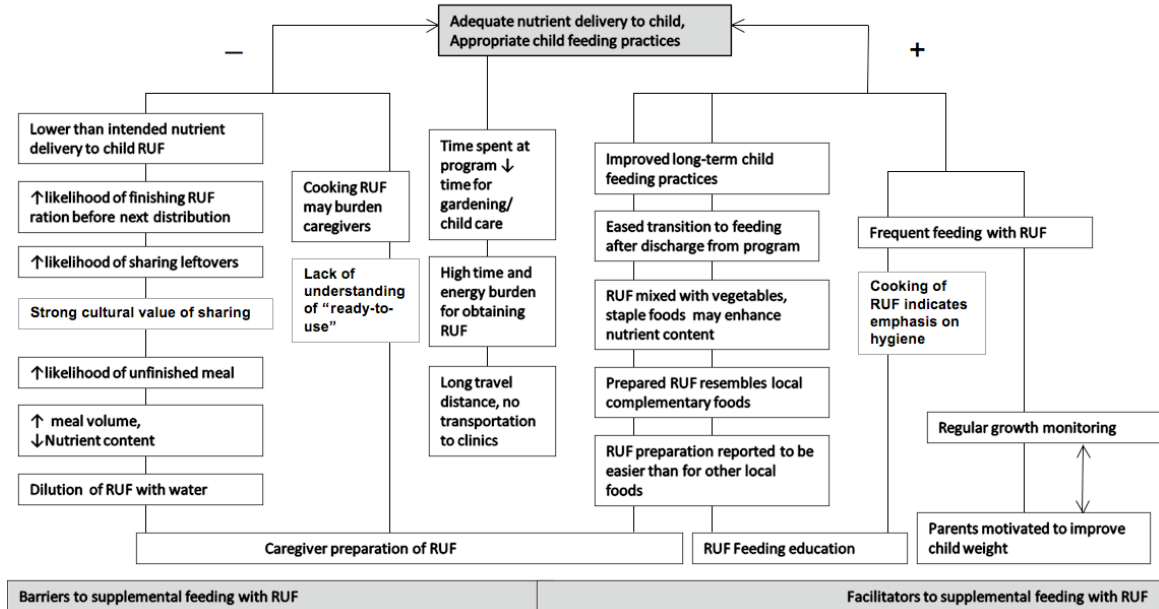 Adequate nutrient delivery to child,
Appropriate child feeding practices
–
+
Lower than intended nutrient
delivery to child RUF
↑likelihood of finishing RUF
ration before next distribution
↑likelihood of sharing leftovers
Strong cultural value of sharing
↑likelihood of unfinished meal
↑ meal volume,
↓Nutrient content
Dilution of RUF with water
Cooking RUF
may burden
caregivers
Lack of
understanding
of “ready-to-
use”
Time spent at
program ↓
time for
gardening/
child care
High time and
energy burden
for obtaining
RUF
Long travel
distance, no
transportation
to clinics
Improved long-term child
feeding practices
Eased transition to feeding
after discharge from program
RUF mixed with vegetables,
staple foods may enhance
nutrient content
Prepared RUF resembles local
complementary foods
RUF preparation reported to be
easier than for other local
foods
Frequent feeding with RUF
Cooking of
RUF indicates
emphasis on
hygiene
Regular growth monitoring
Parents motivated to improve
child weight
Caregiver preparation of RUF
RUF Feeding education
Barriers to supplemental feeding with RUF
Facilitators to supplemental feeding with RUF